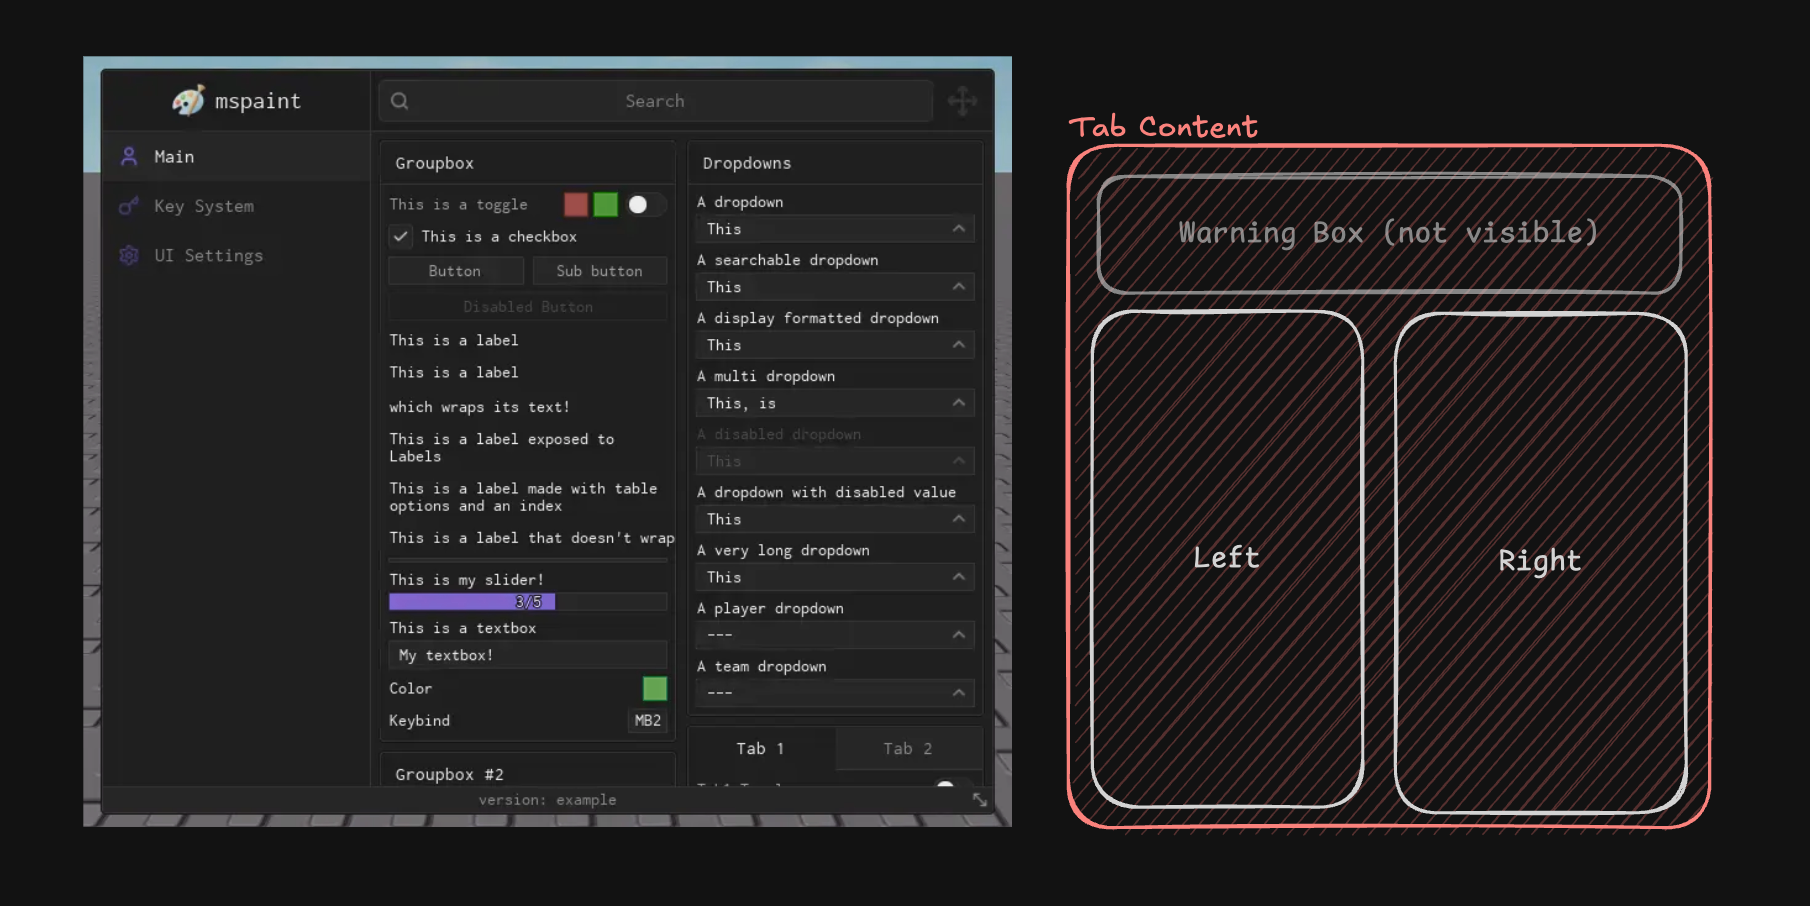 mspaint
Search
Main
Key System
UI Settings
Groupbox
This is a toggle
This is a checkbox
Button
Sub button
Disabled Button
This is a label
This is a label
which wraps its text!
This is a label exposed to
Labels
This is a label made with table
options and an index
This is a label that doesn't wrap
This is my slider!
3/5
This is a textbox
My textbox!
Color
Keybind
MB2
Groupbox #2
Dropdowns
A dropdown
This
A searchable dropdown
This
A display formatted dropdown
This
A multi dropdown
This, is
A disabled dropdown
This
A dropdown with disabled value
This
A very long dropdown
This
A player dropdown
---
A team dropdown
---
Tab 1
Tab 2
version: example
Tab Content
Warning Box (not visible)
Left
Right